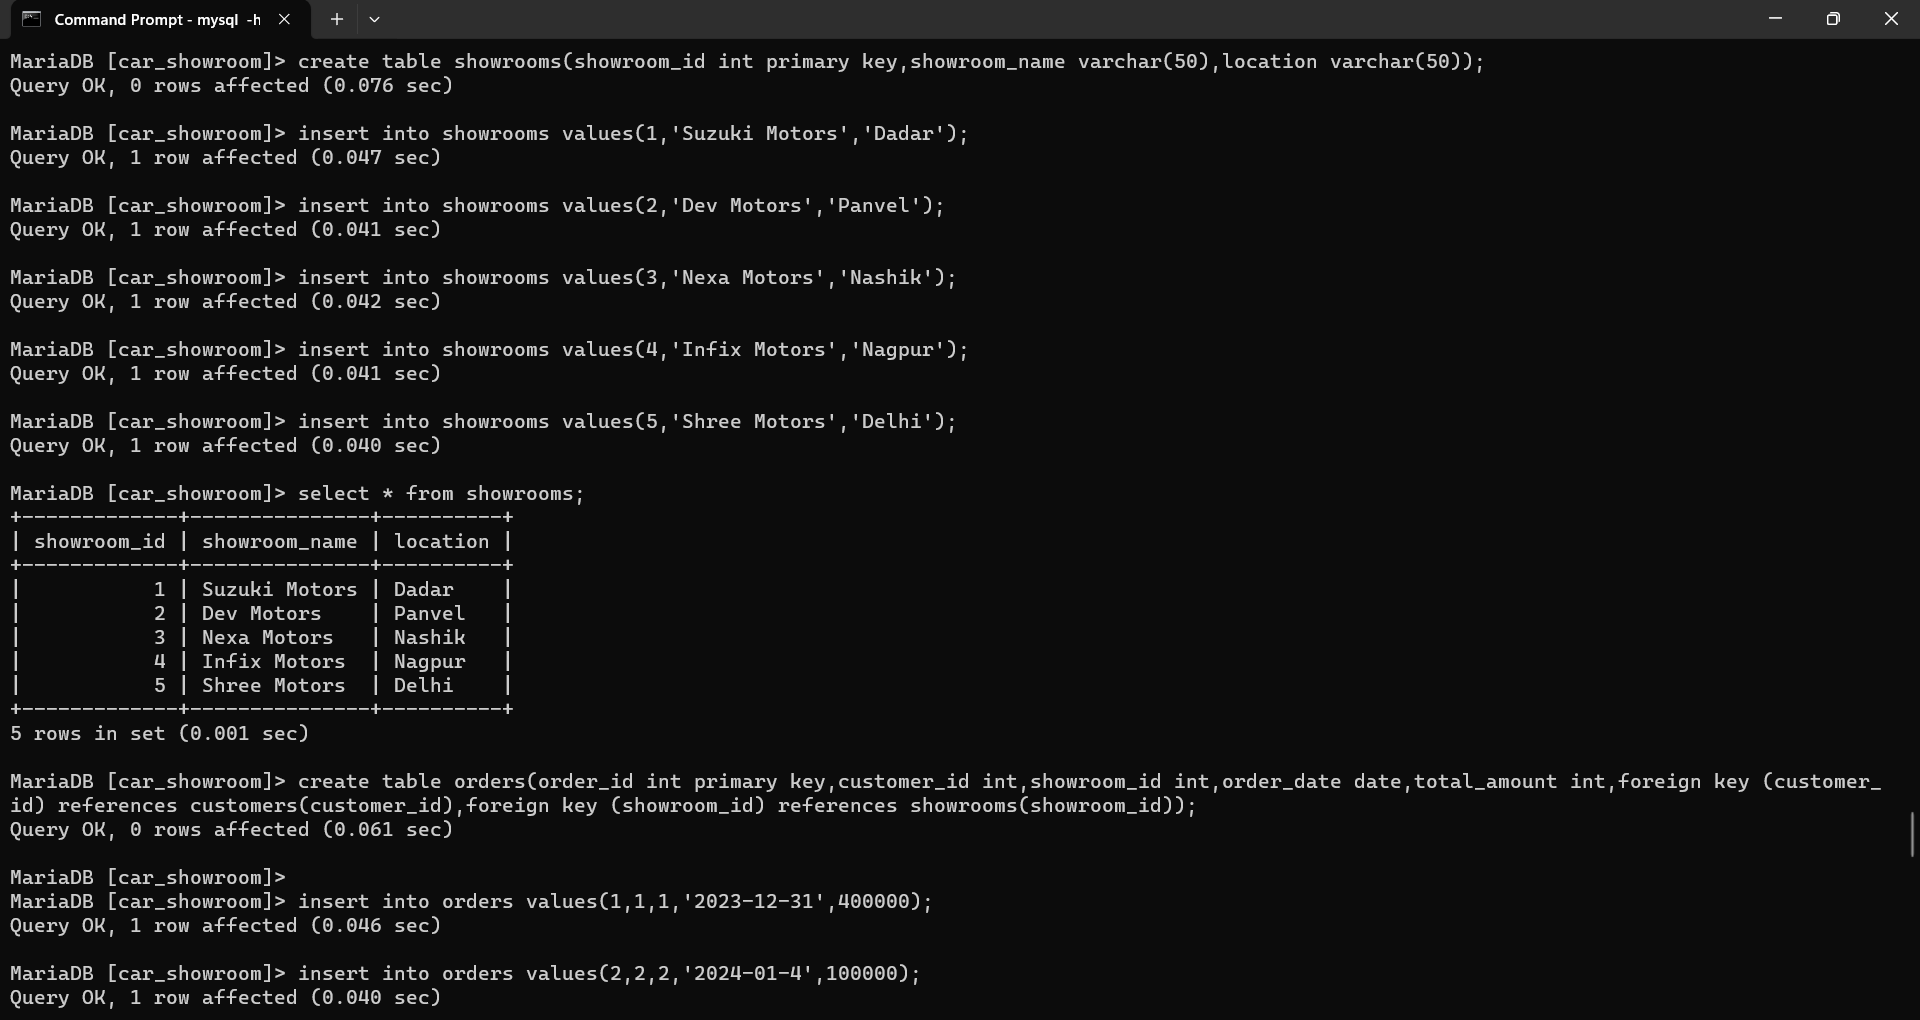 Command Prompt - mysql  -h
MariaDB [car_showroom]> create table showrooms(showroom_id int primary key,showroom_name varchar(50),location varchar(50));
Query OK, 0 rows affected (0.076 sec)
MariaDB [car_showroom]> insert into showrooms values(1,'Suzuki Motors','Dadar');
Query OK, 1 row affected (0.047 sec)
MariaDB [car_showroom]> insert into showrooms values(2,'Dev Motors','Panvel');
Query OK, 1 row affected (0.041 sec)
MariaDB [car_showroom]> insert into showrooms values(3,'Nexa Motors','Nashik');
Query OK, 1 row affected (0.042 sec)
MariaDB [car_showroom]> insert into showrooms values(4,'Infix Motors','Nagpur');
Query OK, 1 row affected (0.041 sec)
MariaDB [car_showroom]> insert into showrooms values(5,'Shree Motors','Delhi');
Query OK, 1 row affected (0.040 sec)
MariaDB [car_showroom]> select * from showrooms;
+-------------+---------------+----------+
| showroom_id | showroom_name | location |
+-------------+---------------+----------+
|           1 | Suzuki Motors | Dadar    |
|           2 | Dev Motors    | Panvel   |
|           3 | Nexa Motors   | Nashik   |
|           4 | Infix Motors  | Nagpur   |
|           5 | Shree Motors  | Delhi    |
+-------------+---------------+----------+
5 rows in set (0.001 sec)
MariaDB [car_showroom]> create table orders(order_id int primary key,customer_id int,showroom_id int,order_date date,total_amount int,foreign key (customer_
id) references customers(customer_id),foreign key (showroom_id) references showrooms(showroom_id));
Query OK, 0 rows affected (0.061 sec)
MariaDB [car_showroom]>
MariaDB [car_showroom]> insert into orders values(1,1,1,'2023-12-31',400000);
Query OK, 1 row affected (0.046 sec)
MariaDB [car_showroom]> insert into orders values(2,2,2,'2024-01-4',100000);
Query OK, 1 row affected (0.040 sec)